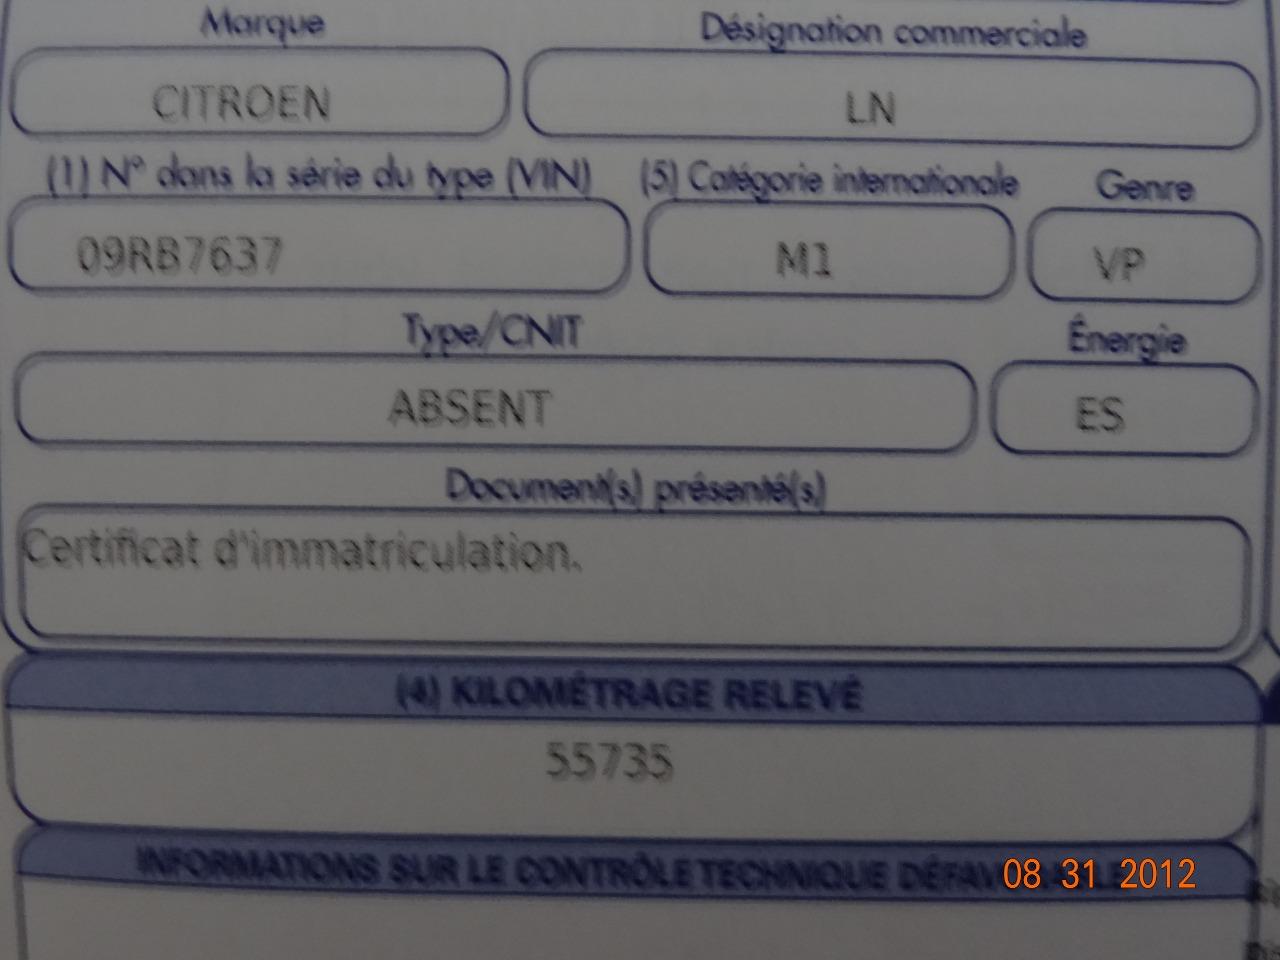 Marque
Désignation commerciale
CITROEN
LN
(1) N° dans la série du type (VIN)
(5) Catégorie internationale
Genre
09RB7637
M1
VP
Type/CNIT
Énergie
ABSENT
ES
Document(s) présenté(s)
Certificat d'immatriculation.
(4) KILOMÉTRAGE RELEVÉ
55735
INFORMATIONS SUR LE CONTRÔLE TECHNIQUE
08 31 2012